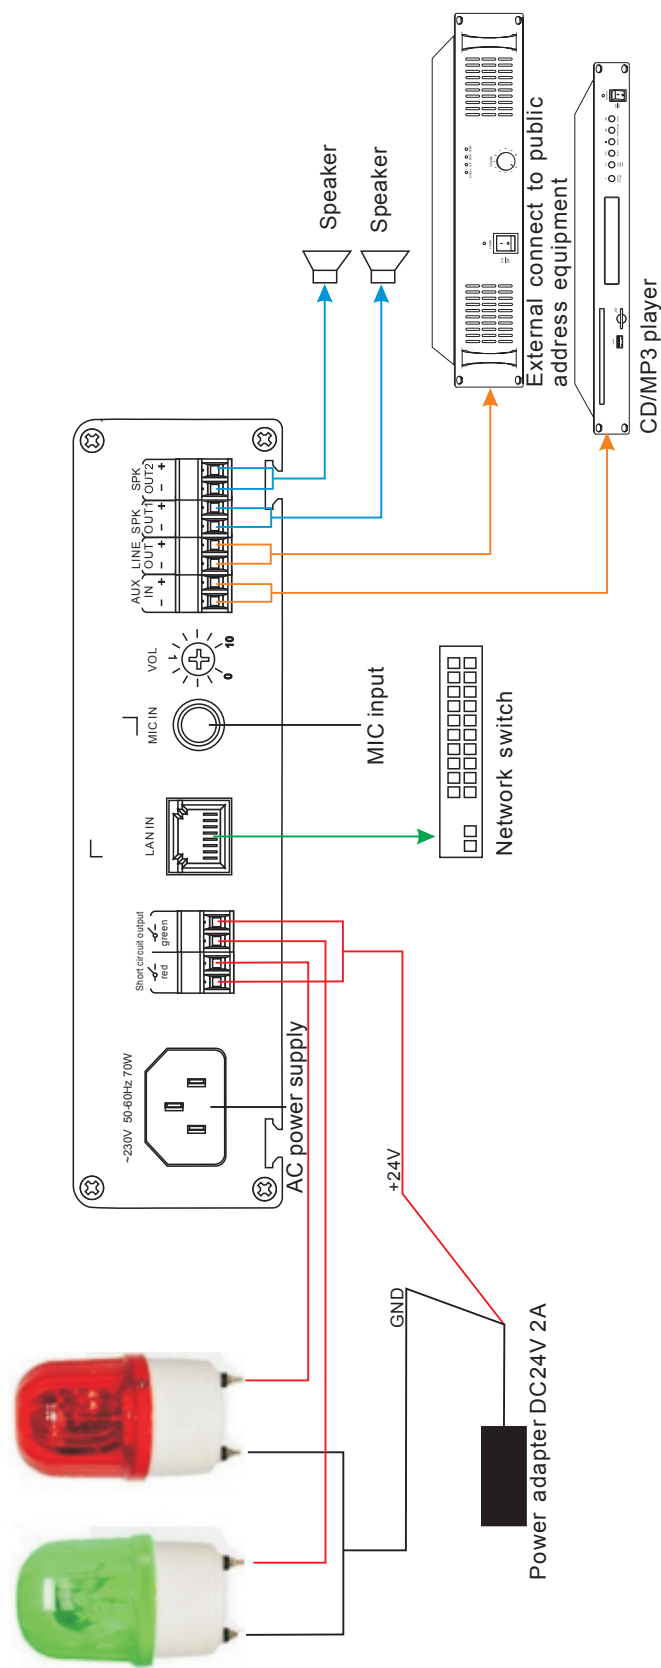 ~230V 50-60Hz 70W
Short circuit output
red
green
LAN IN
MIC IN
VOL
0
1
10
AUX
IN
− +
LINE
OUT
− +
SPK
OUT1
− +
SPK
OUT2
− +
AC power supply
MIC input
Network switch
Speaker
Speaker
External connect to public
address equipment
CD/MP3 player
GND
+24V
Power adapter DC24V 2A